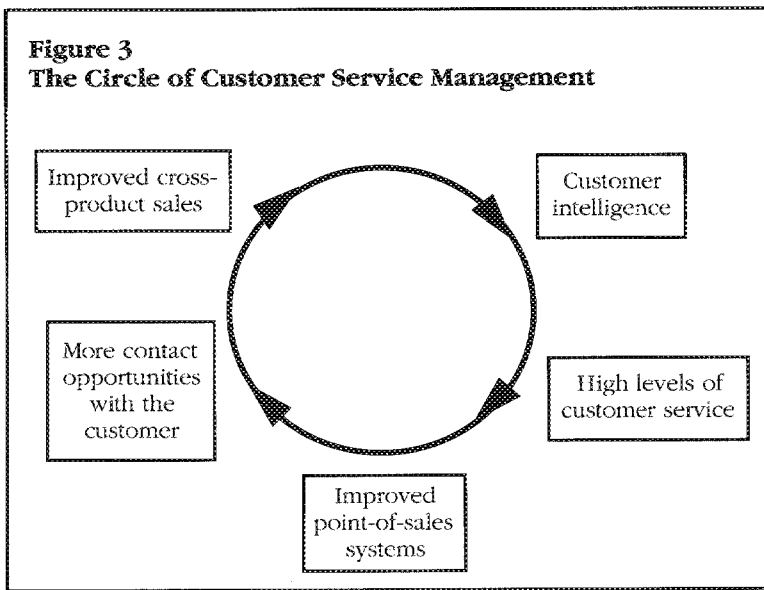 Figure 3
The Circle of Customer Service Management
Improved cross-
product sales
Customer
intelligence
More contact
opportunities
with the
customer
High levels of
customer service
Improved
point-of-sales
systems